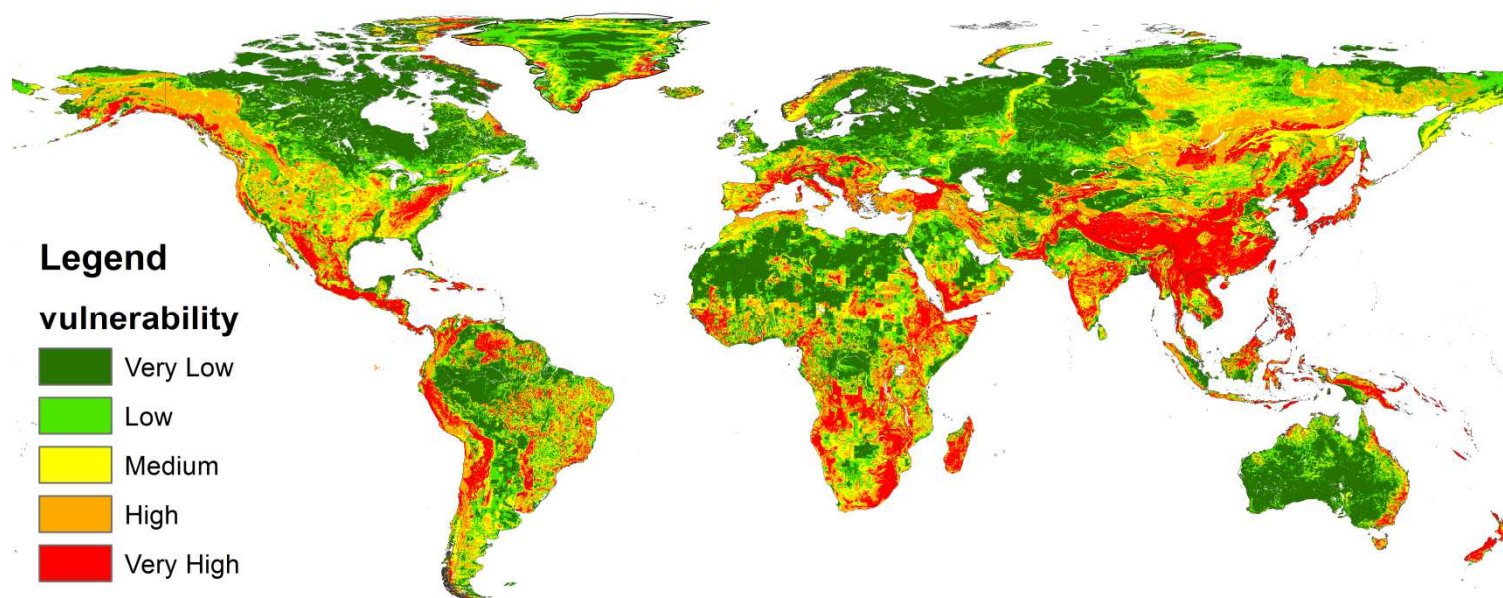 Legend
vulnerability
Very Low
Low
Medium
High
Very High